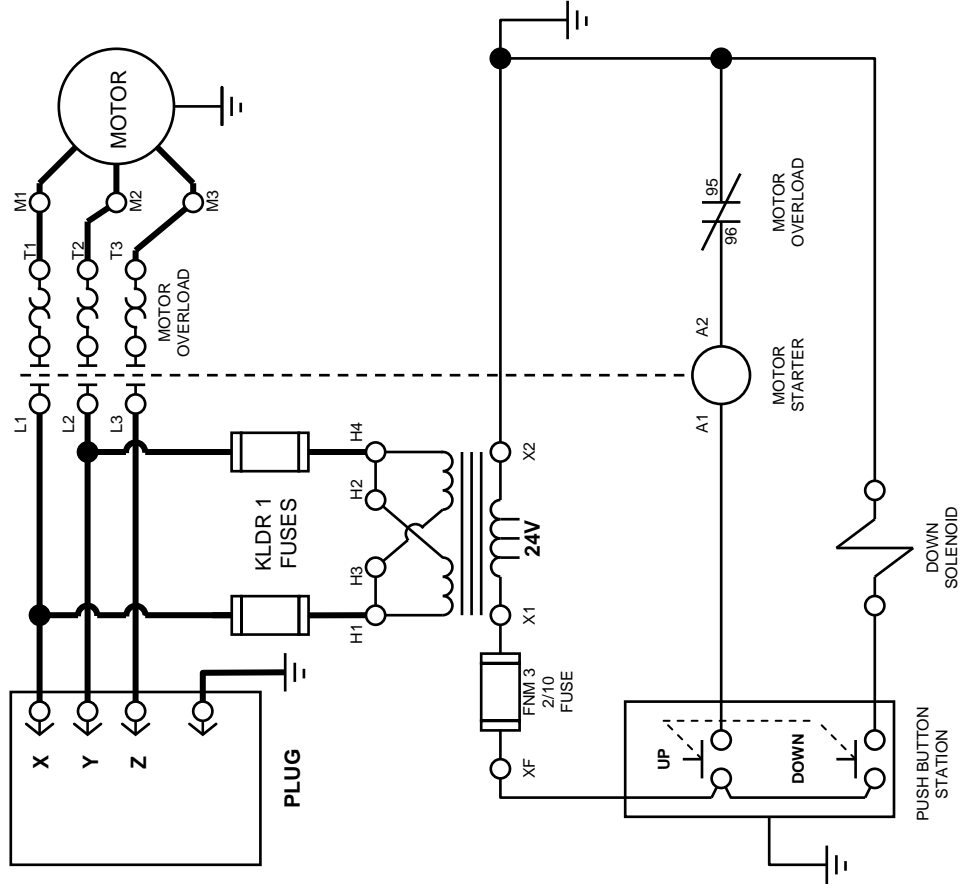 MOTOR
M1
M2
M3
T1
T2
T3
MOTOR
OVERLOAD
L1
L2
L3
KLDR 1
FUSES
H4
H2
H3
H1
X
Y
Z
PLUG
X2
24V
X1
FNM 3
2/10
FUSE
XF
95
96
MOTOR
OVERLOAD
A2
A1
MOTOR
STARTER
DOWN
SOLENOID
UP
DOWN
PUSH BUTTON
STATION